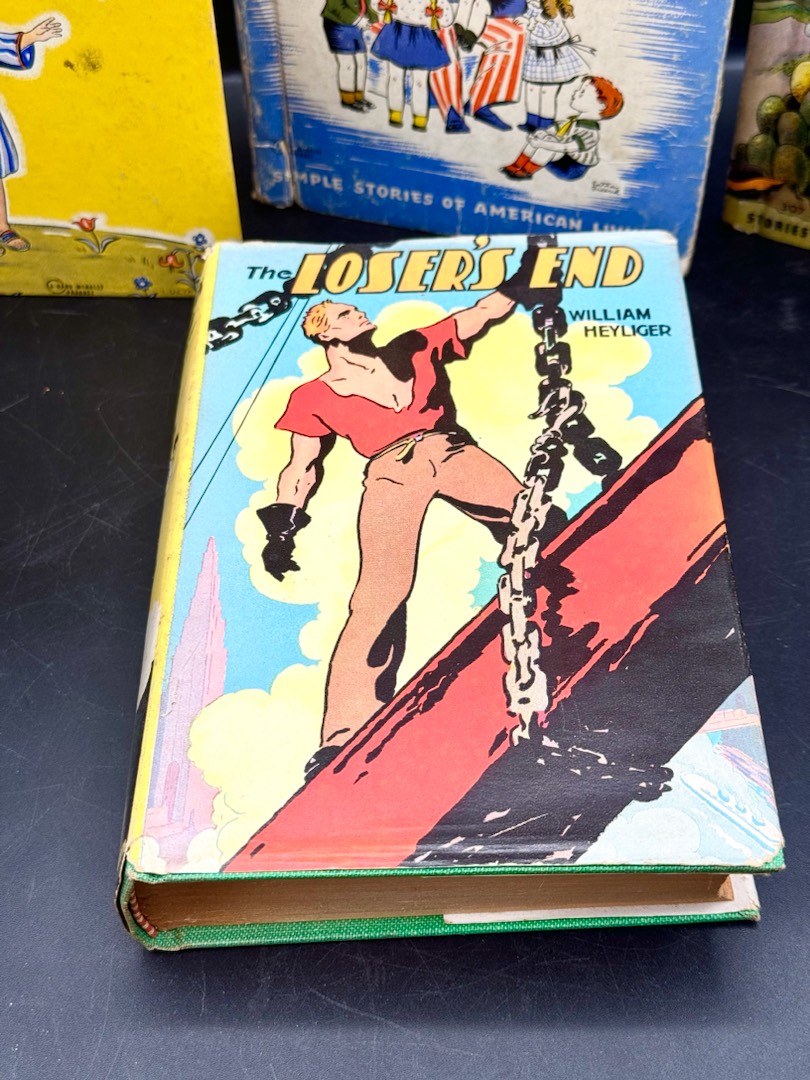 SIMPLE STORIES OF AMERICAN
STORIES
The LOSER'S END
WILLIAM
HEYLIGER